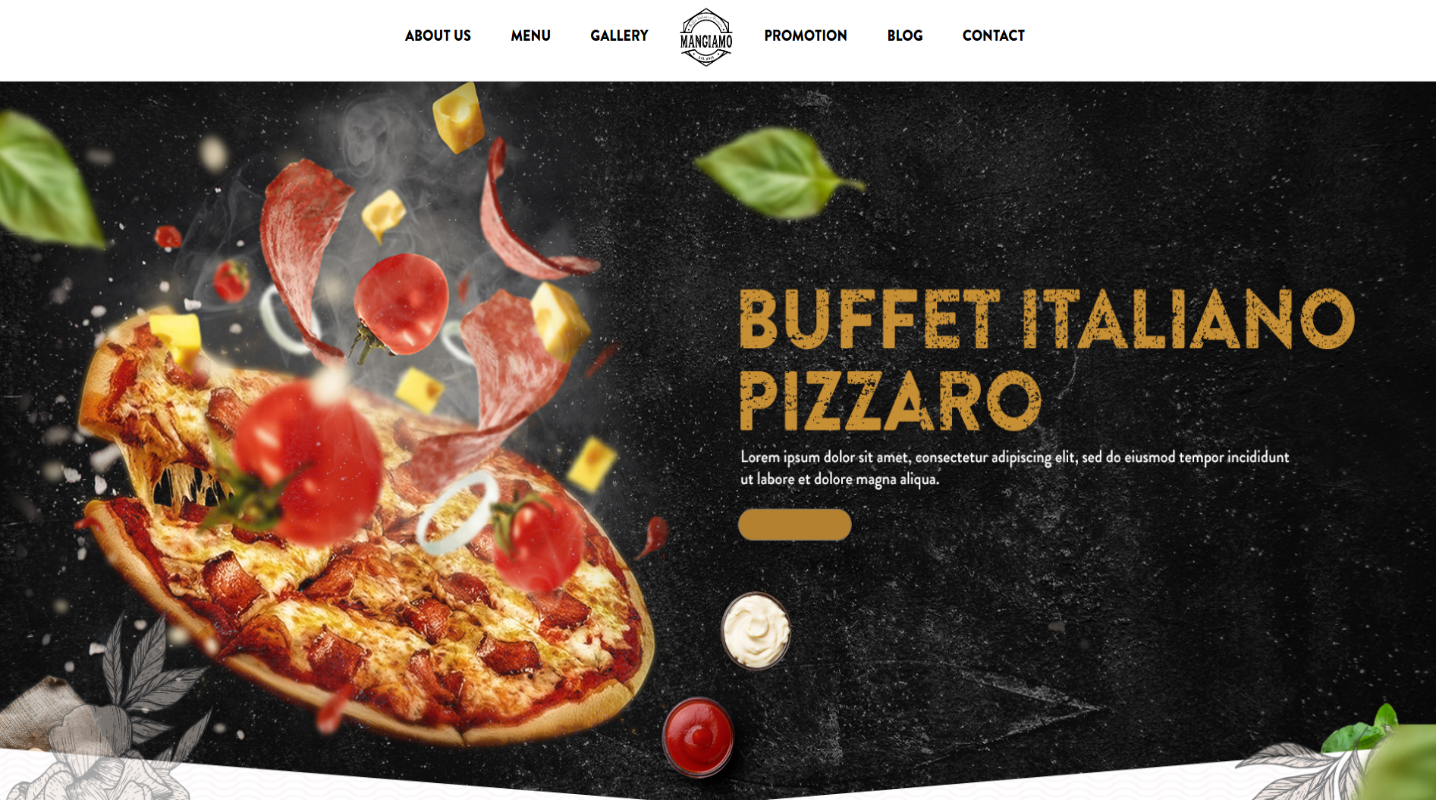 ABOUT US MENU GALLERY MANGIAMO PROMOTION BLOG CONTACT
BUFFET ITALIANO
PIZZARO
Lorem ipsum dolor sit amet, consectetur adipiscing elit, sed do eiusmod tempor incididunt
ut labore et dolore magna aliqua.